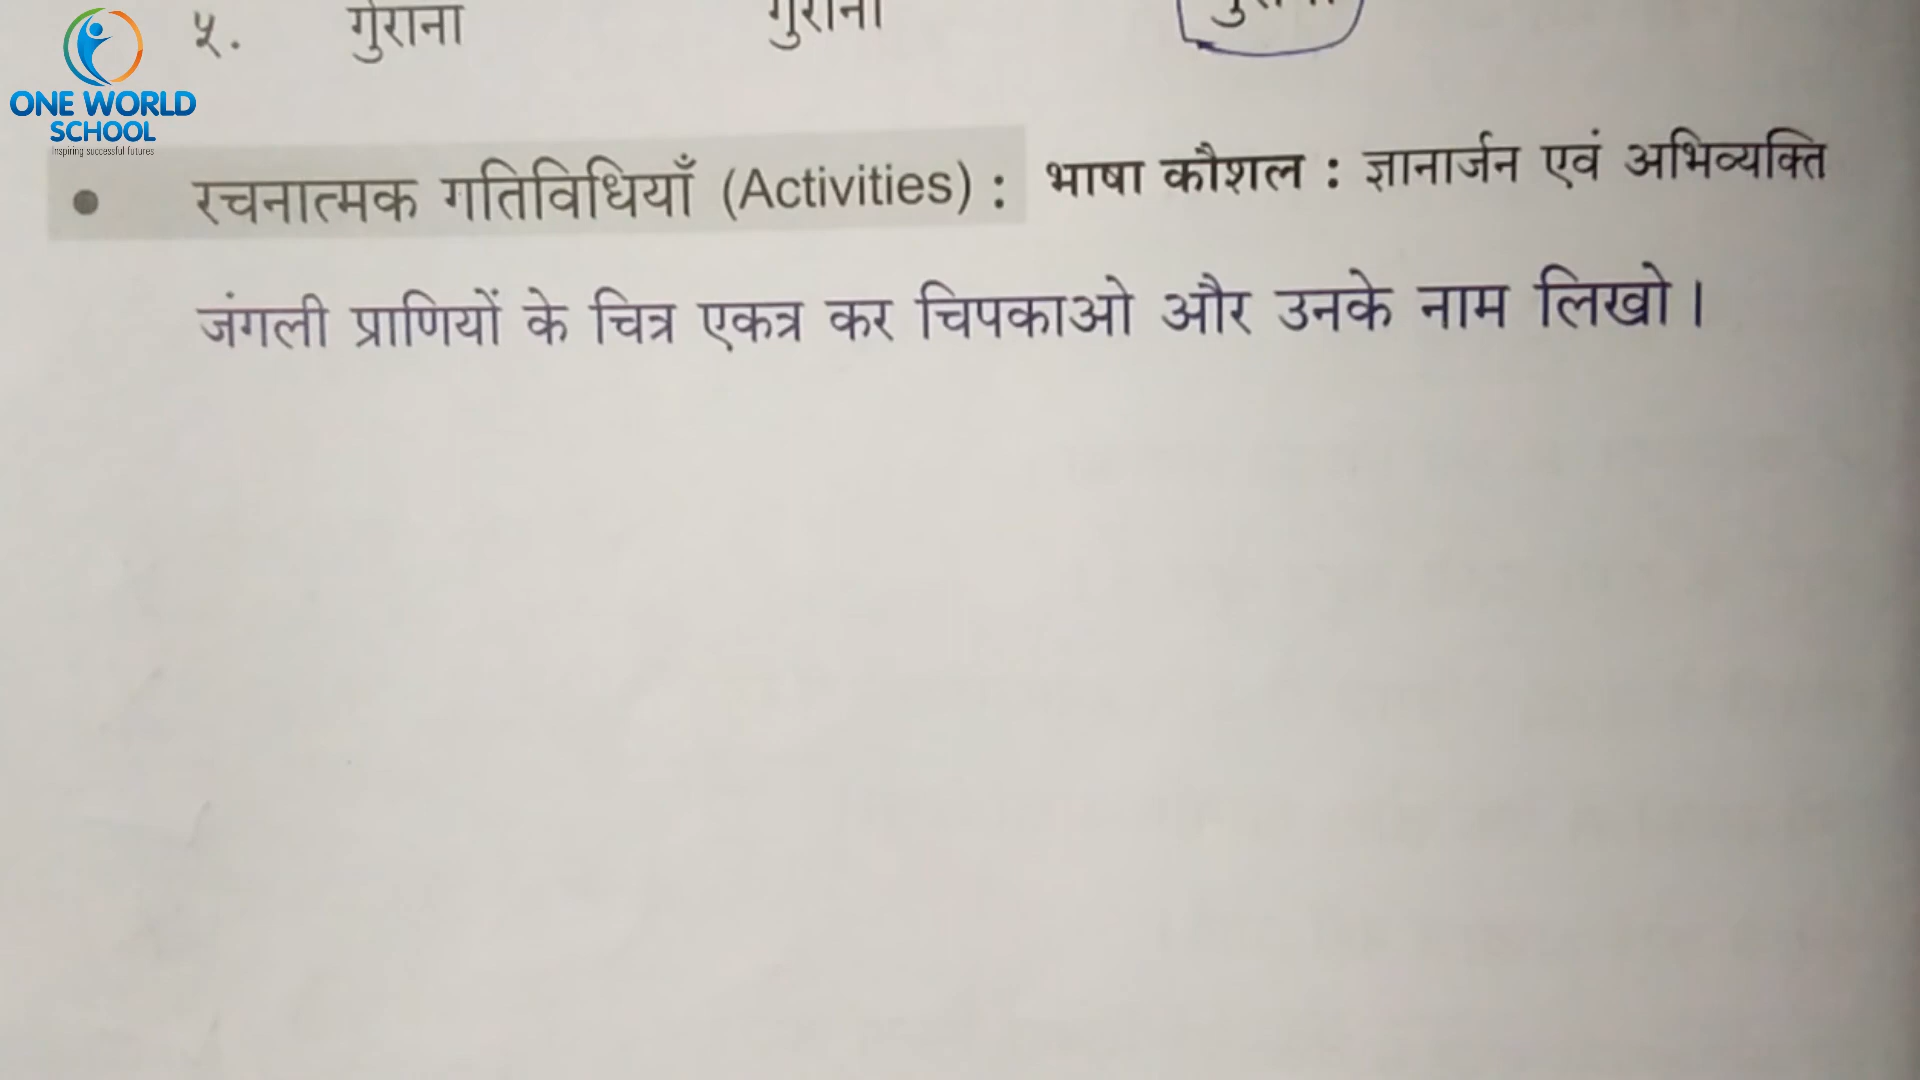 ५. गुराना गुराना
ONE WORLD
SCHOOL
Inspiring successful futures
• रचनात्मक गतिविधियाँ (Activities) : भाषा कौशल : ज्ञानार्जन एवं अभिव्यक्ति
जंगली प्राणियों के चित्र एकत्र कर चिपकाओ और उनके नाम लिखो।